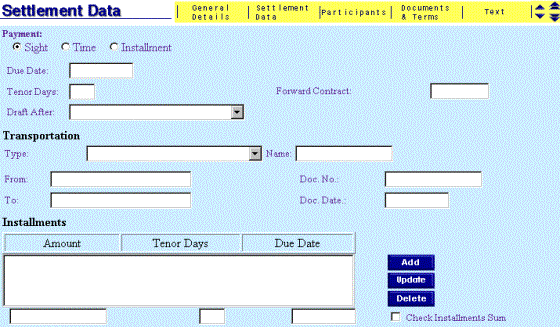 Settlement Data
General Details
Settlement Data
Participants
Documents & Terms
Text
Payment:
Sight Time Installment
Due Date:
Tenor Days: Forward Contract:
Draft After:
Transportation
Type: Name:
From: Doc. No.:
To: Doc. Date.:
Installments
Amount Tenor Days Due Date
Add
Update
Delete
Check Installments Sum